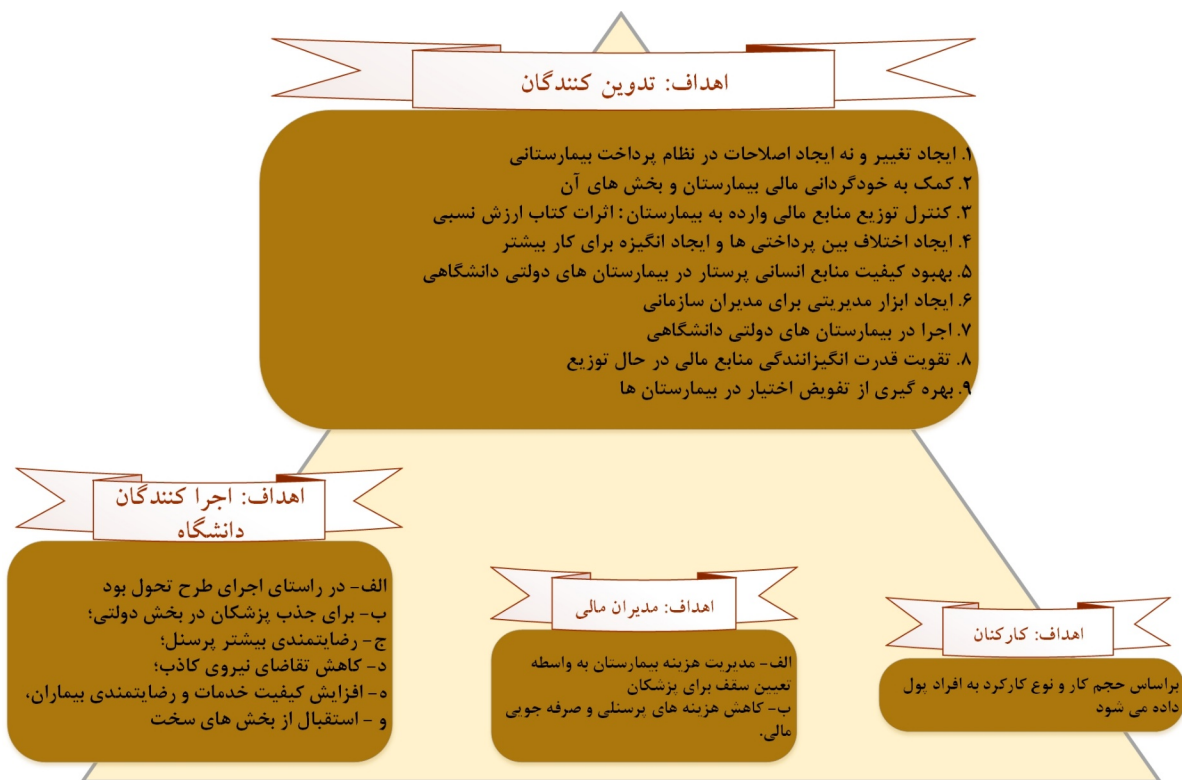 اهداف: تدوین کنندگان
۱. ایجاد تغییر و نه ایجاد اصلاحات در نظام پرداخت بیمارستانی
۲. کمک به خودگردانی مالی بیمارستان و بخش های آن
۳. کنترل توزیع منابع مالی وارده به بیمارستان: اثرات کتاب ارزش نسبی
۴. ایجاد اختلاف بین پرداختی ها و ایجاد انگیزه برای کار بیشتر
۵. بهبود کیفیت منابع انسانی پرستار در بیمارستان های دولتی دانشگاهی
۶. ایجاد ابزار مدیریتی برای مدیران سازمانی
۷. اجرا در بیمارستان های دولتی دانشگاهی
۸. تقویت قدرت انگیزانندگی منابع مالی در حال توزیع
۹. بهره گیری از تفویض اختیار در بیمارستان ها
اهداف: کارکنان
براساس حجم کار و نوع کارکرد به افراد پول
داده می شود
اهداف: مدیران مالی
الف- مدیریت هزینه بیمارستان به واسطه
تعیین سقف برای پزشکان
ب- کاهش هزینه های پرسنلی و صرفه جویی
مالی.
اهداف: اجرا کنندگان
دانشگاه
الف- در راستای اجرای طرح تحول بود
ب- برای جذب پزشکان در بخش دولتی؛
ج- رضایتمندی بیشتر پرسنل؛
د- کاهش تقاضای نیروی کاذب؛
ه- افزایش کیفیت خدمات و رضایتمندی بیماران،
و - استقبال از بخش های سخت